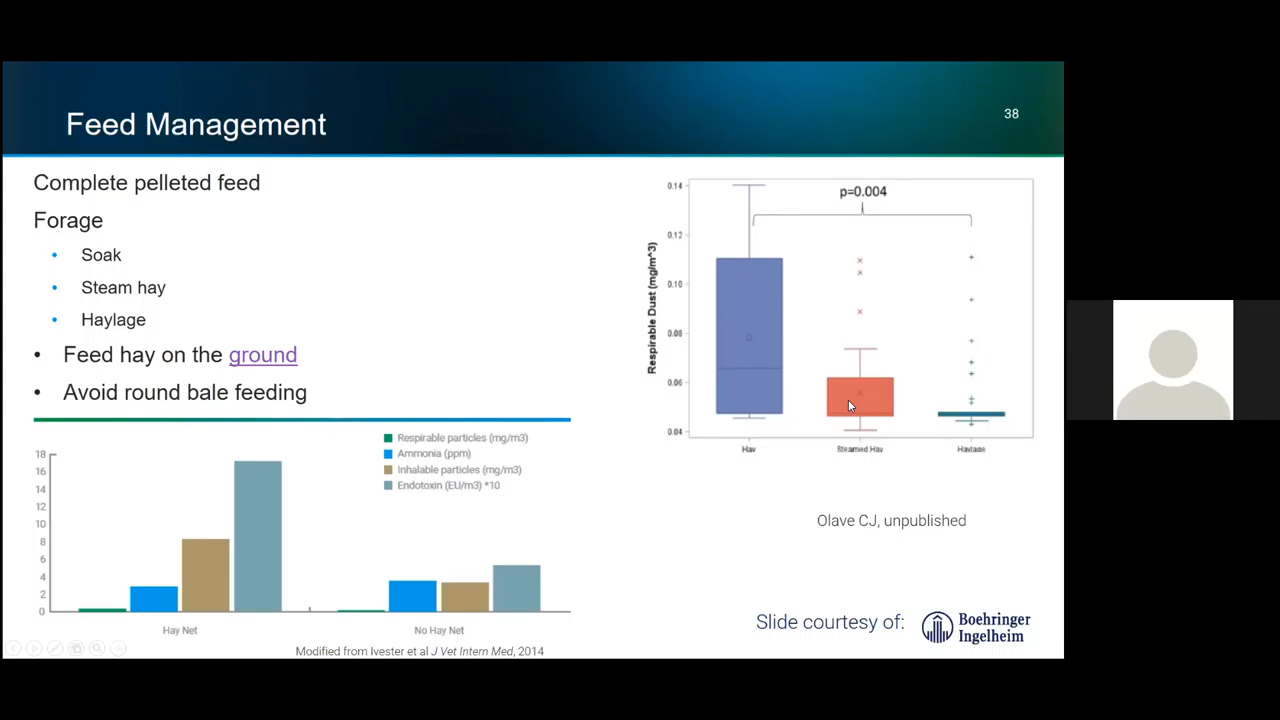 Feed Management
38
Complete pelleted feed
Forage
• Soak
• Steam hay
• Haylage
• Feed hay on the ground
• Avoid round bale feeding
p=0.004
Respirable Dust (mg/m^3)
0.14
0.12
0.10
0.08
0.06
0.04
Hay
Steamed Hay
Haylage
Olave CJ, unpublished
Respirable particles (mg/m3)
Ammonia (ppm)
Inhalable particles (mg/m3)
Endotoxin (EU/m3) *10
18
16
14
12
10
8
6
4
2
0
Hay Net
No Hay Net
Modified from Ivester et al J Vet Intern Med, 2014
Slide courtesy of:
Boehringer
Ingelheim